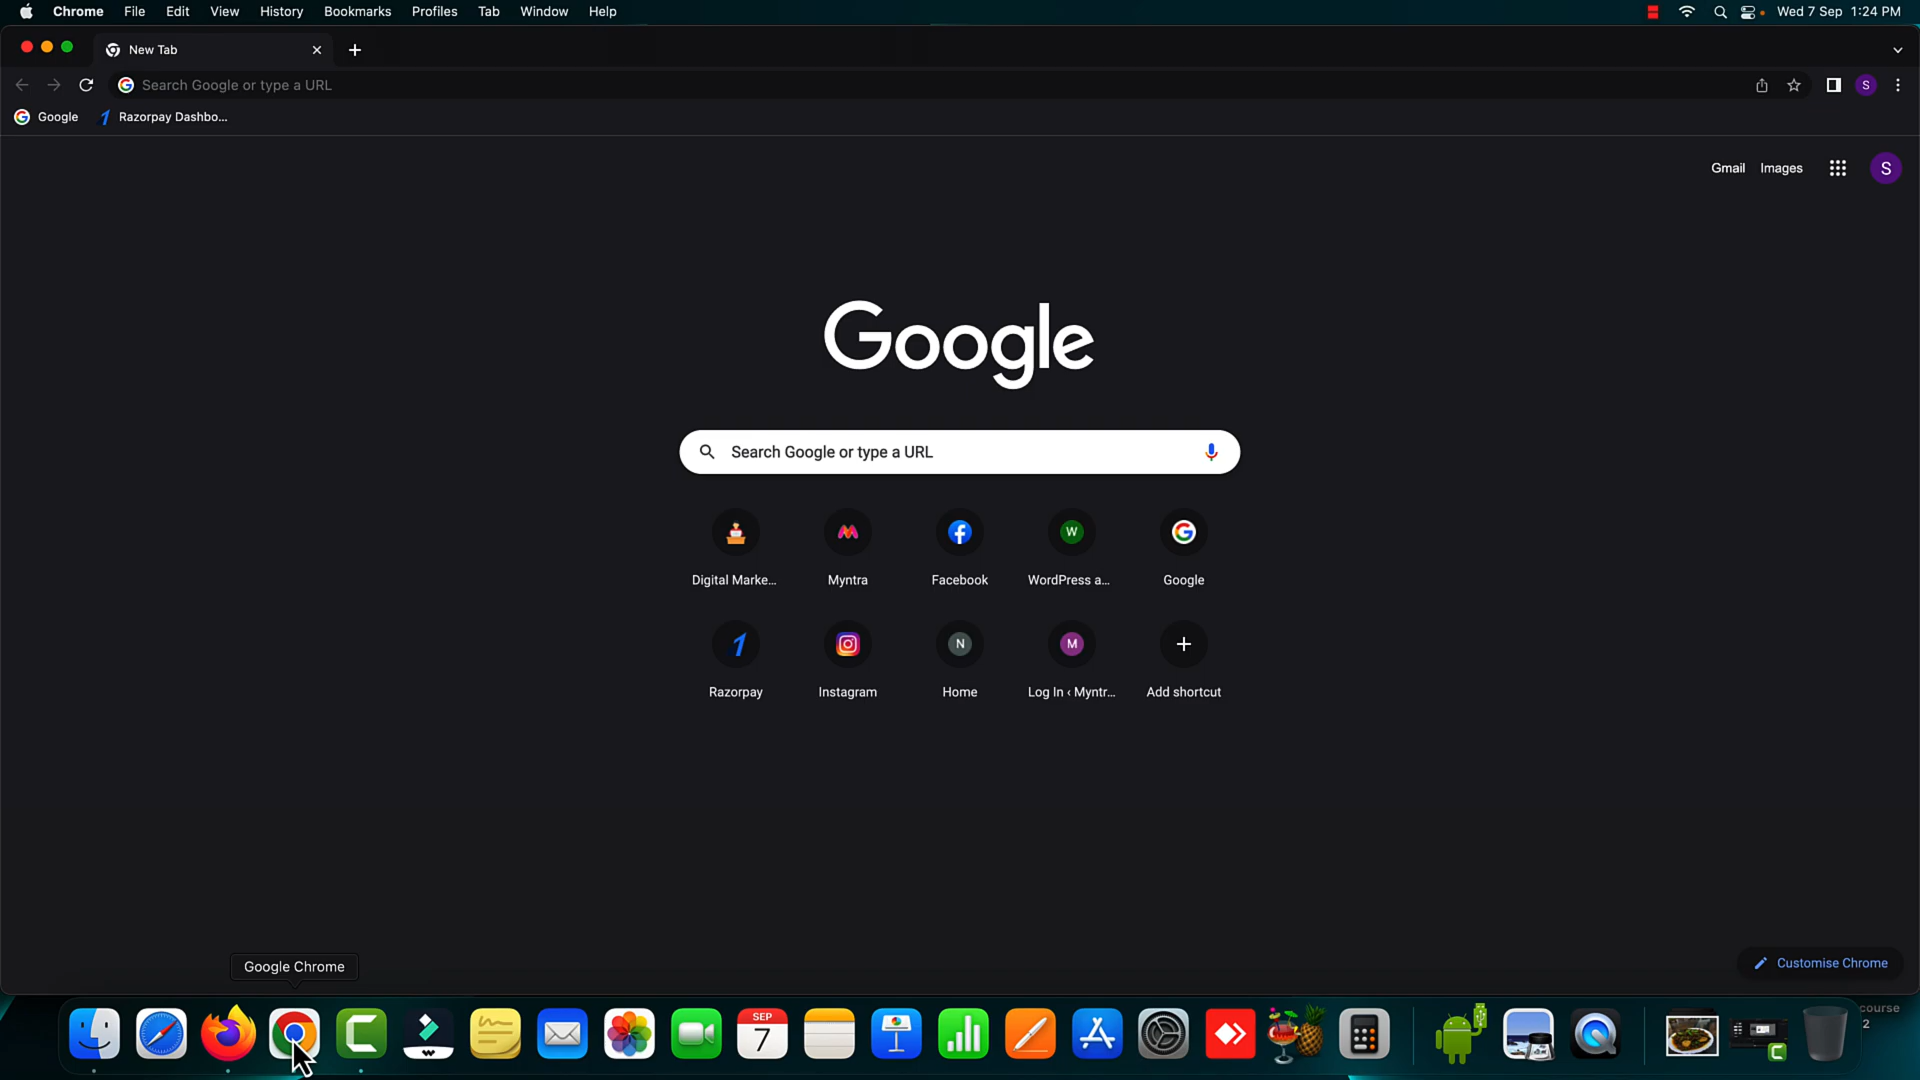 Chrome File Edit View History Bookmarks Profiles Tab Window Help Wed 7 Sep 1:24 PM
New Tab
Search Google or type a URL S
Google Razorpay Dashbo...
Gmail Images S
Google
Search Google or type a URL
W
Digital Marke... Myntra Facebook WordPress a... Google
N M
Razorpay Instagram Home Log In ‹ Myntr... Add shortcut
Customise Chrome
Google Chrome
course
2
SEP
7